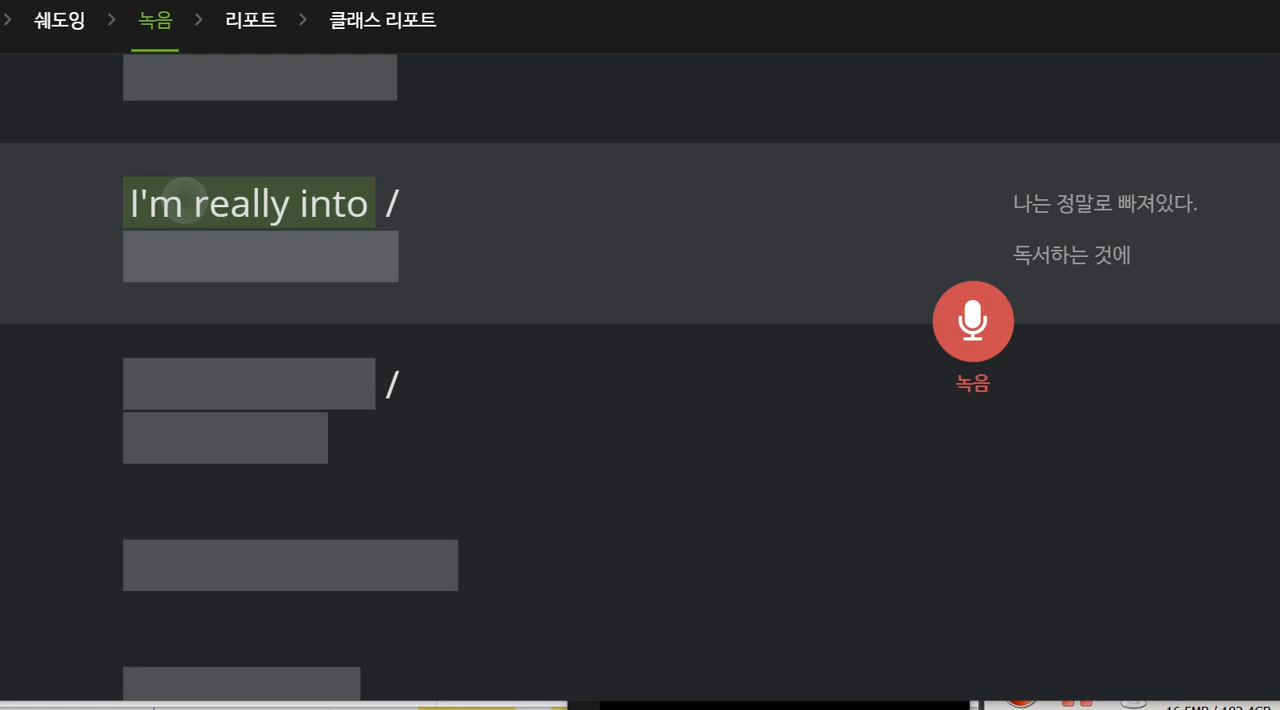 쉐도잉 > 녹음 > 리포트 > 클래스 리포트
I'm really into /
나는 정말로 빠져있다.
독서하는 것에
녹음
/